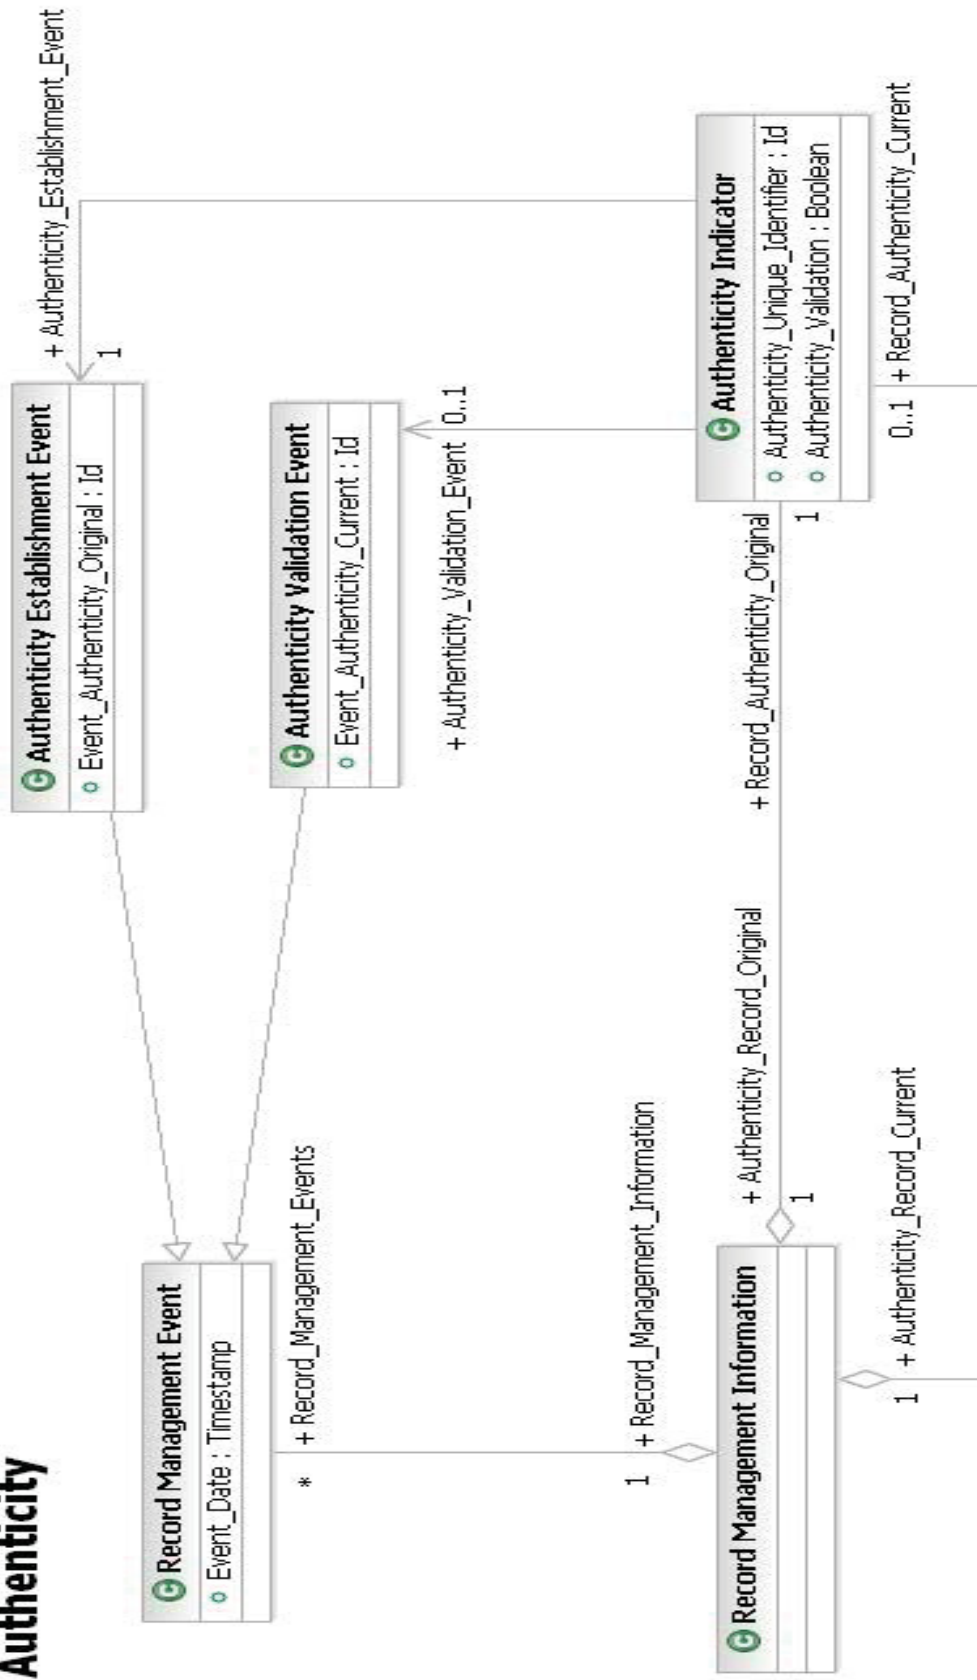 Authenticity
Record Management Event
Event_Date : Timestamp
Authenticity Establishment Event
Event_Authenticity_Original : Id
+ Authenticity_Establishment_Event
1
Authenticity Validation Event
Event_Authenticity_Current : Id
+ Authenticity_Validation_Event
0..1
* + Record_Management_Events
1 + Record_Management_Information
Record Management Information
+ Authenticity_Record_Original
1
+ Record_Authenticity_Original
1
Authenticity Indicator
Authenticity_Unique_Identifier : Id
Authenticity_Validation : Boolean
1 + Authenticity_Record_Current
0..1 + Record_Authenticity_Current